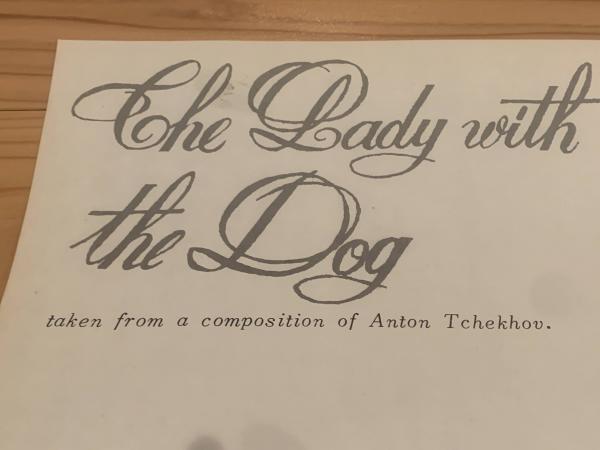 The Lady with
the Dog
taken from a composition of Anton Tchekhov.